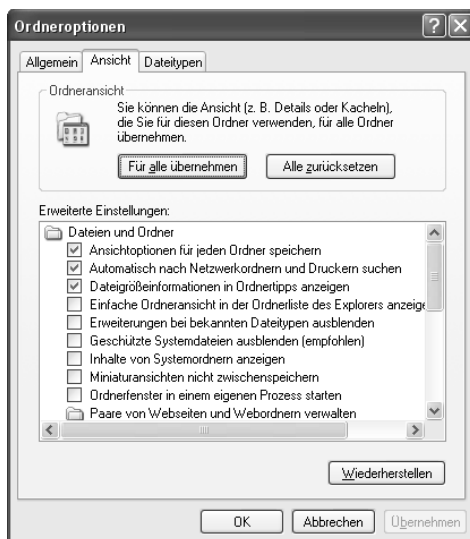 Ordneroptionen
Allgemein Ansicht Dateitypen
Ordneransicht
Sie können die Ansicht (z. B. Details oder Kacheln),
die Sie für diesen Ordner verwenden, für alle Ordner
übernehmen.
Für alle übernehmen Alle zurücksetzen
Erweiterte Einstellungen:
Dateien und Ordner
Ansichtoptionen für jeden Ordner speichern
Automatisch nach Netzwerkordnern und Druckern suchen
Dateigrößeinformationen in Ordnertipps anzeigen
Einfache Ordneransicht in der Ordnerliste des Explorers anzeige
Erweiterungen bei bekannten Dateitypen ausblenden
Geschützte Systemdateien ausblenden (empfohlen)
Inhalte von Systemordnern anzeigen
Miniaturansichten nicht zwischenspeichern
Ordnerfenster in einem eigenen Prozess starten
Paare von Webseiten und Webordnern verwalten
Wiederherstellen
OK Abbrechen Übernehmen